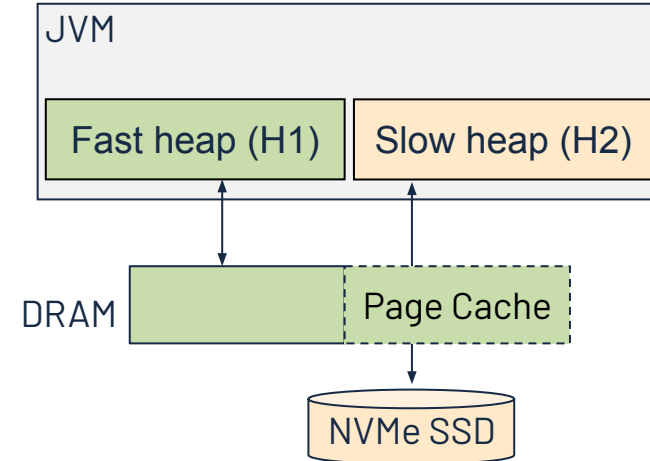 JVM
Fast heap (H1)
Slow heap (H2)
DRAM
Page Cache
NVMe SSD